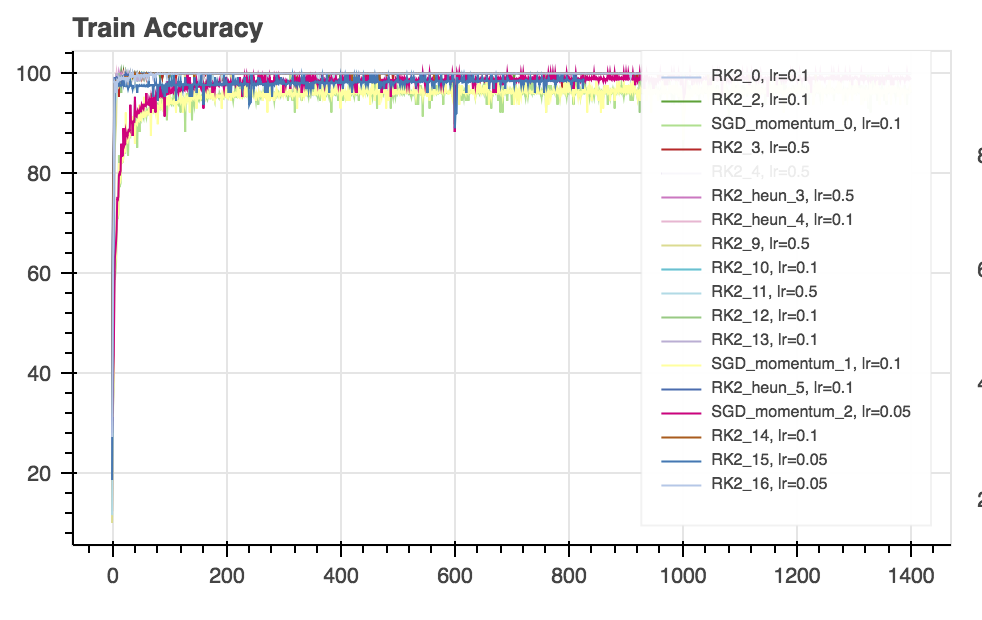 Train Accuracy
100
80
60
40
20
0 200 400 600 800 1000 1200 1400
RK2_0, lr=0.1
RK2_2, lr=0.1
SGD_momentum_0, lr=0.1
RK2_3, lr=0.5
RK2_4, lr=0.5
RK2_heun_3, lr=0.5
RK2_heun_4, lr=0.1
RK2_9, lr=0.5
RK2_10, lr=0.1
RK2_11, lr=0.5
RK2_12, lr=0.1
RK2_13, lr=0.1
SGD_momentum_1, lr=0.1
RK2_heun_5, lr=0.1
SGD_momentum_2, lr=0.05
RK2_14, lr=0.1
RK2_15, lr=0.05
RK2_16, lr=0.05